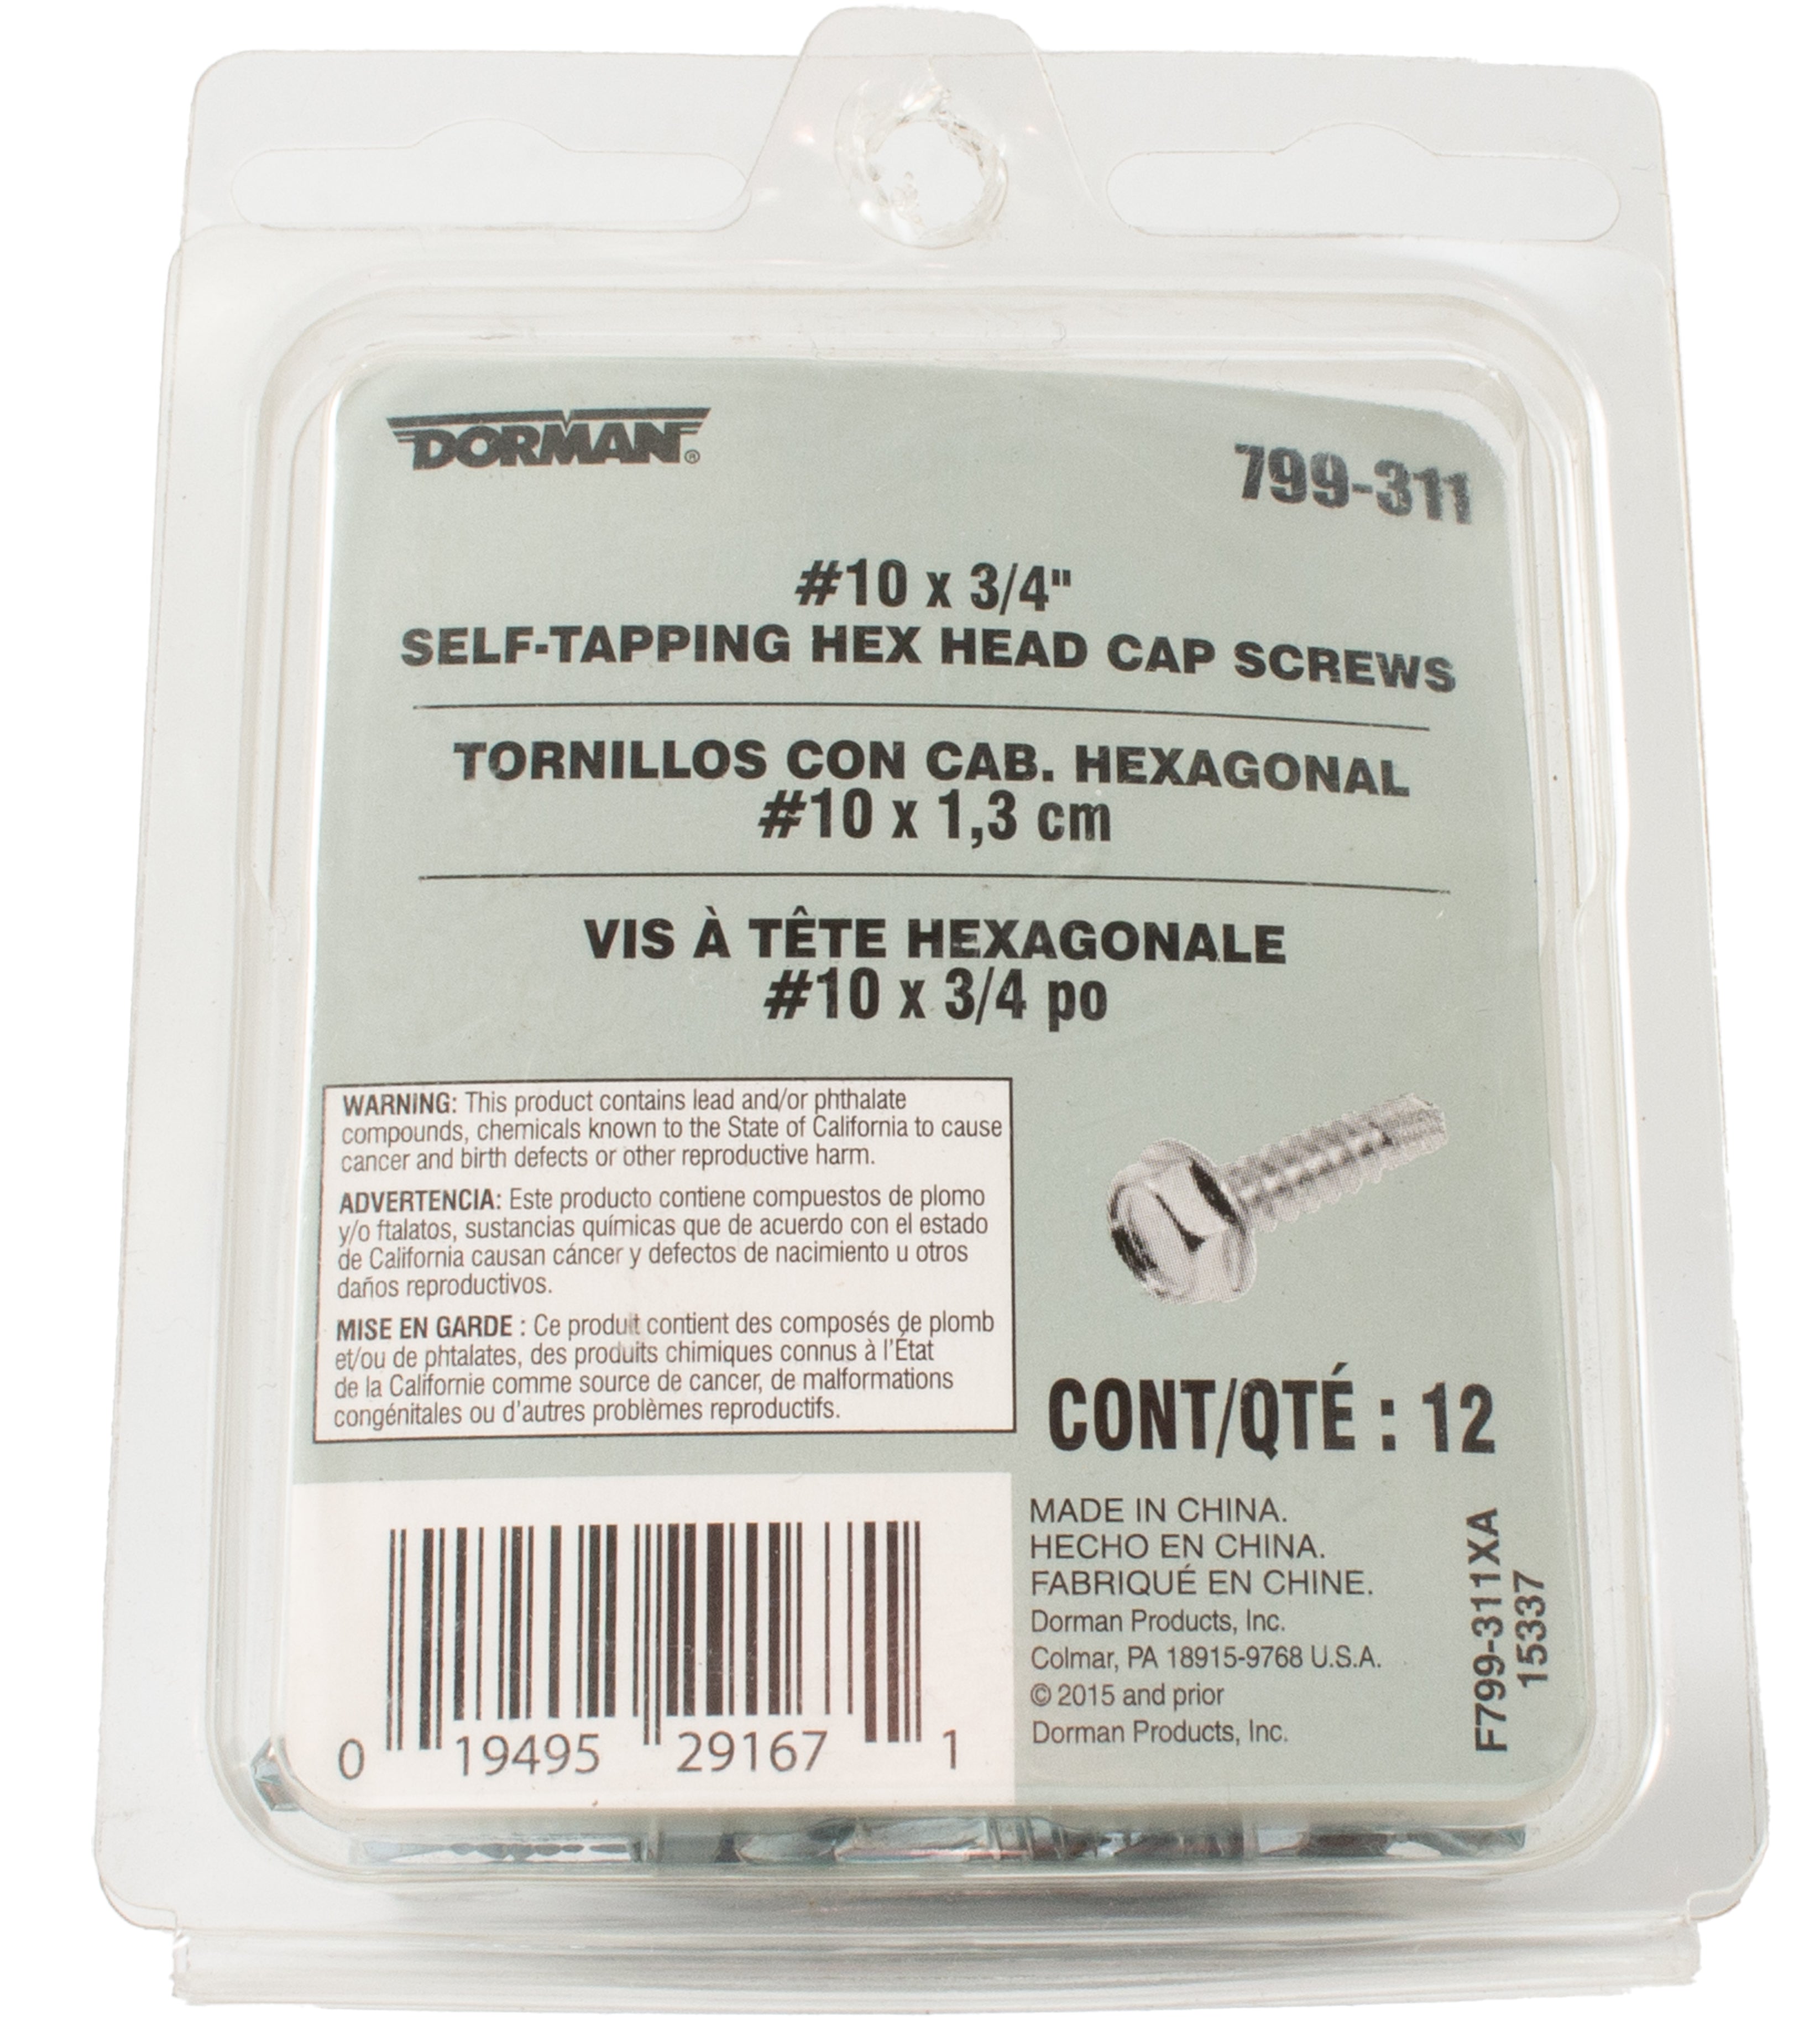 DORMAN®
799-311
#10 x 3/4"
SELF-TAPPING HEX HEAD CAP SCREWS
TORNILLOS CON CAB. HEXAGONAL
#10 x 1,3 cm
VIS À TÊTE HEXAGONALE
#10 x 3/4 po
WARNING: This product contains lead and/or phthalate
compounds, chemicals known to the State of California to cause
cancer and birth defects or other reproductive harm.
ADVERTENCIA: Este producto contiene compuestos de plomo
y/o ftalatos, sustancias químicas que de acuerdo con el estado
de California causan cáncer y defectos de nacimiento u otros
daños reproductivos.
MISE EN GARDE : Ce produit contient des composés de plomb
et/ou de phtalates, des produits chimiques connus à l'État
de la Californie comme source de cancer, de malformations
congénitales ou d'autres problèmes reproductifs.
CONT/QTÉ : 12
MADE IN CHINA.
HECHO EN CHINA.
FABRIQUÉ EN CHINE.
Dorman Products, Inc.
Colmar, PA 18915-9768 U.S.A.
© 2015 and prior
Dorman Products, Inc.
F799-311XA
15337
0 19495 29167 1